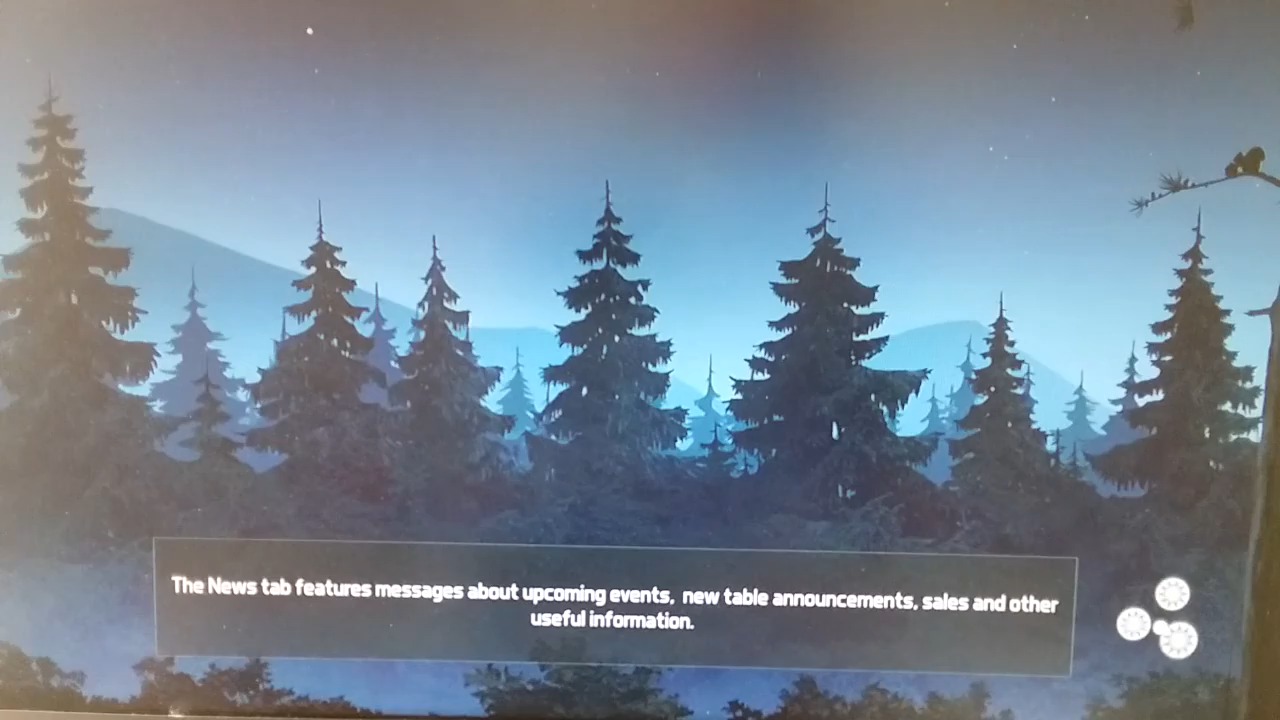 The News tab features messages about upcoming events,  new table announcements, sales and other
useful information.